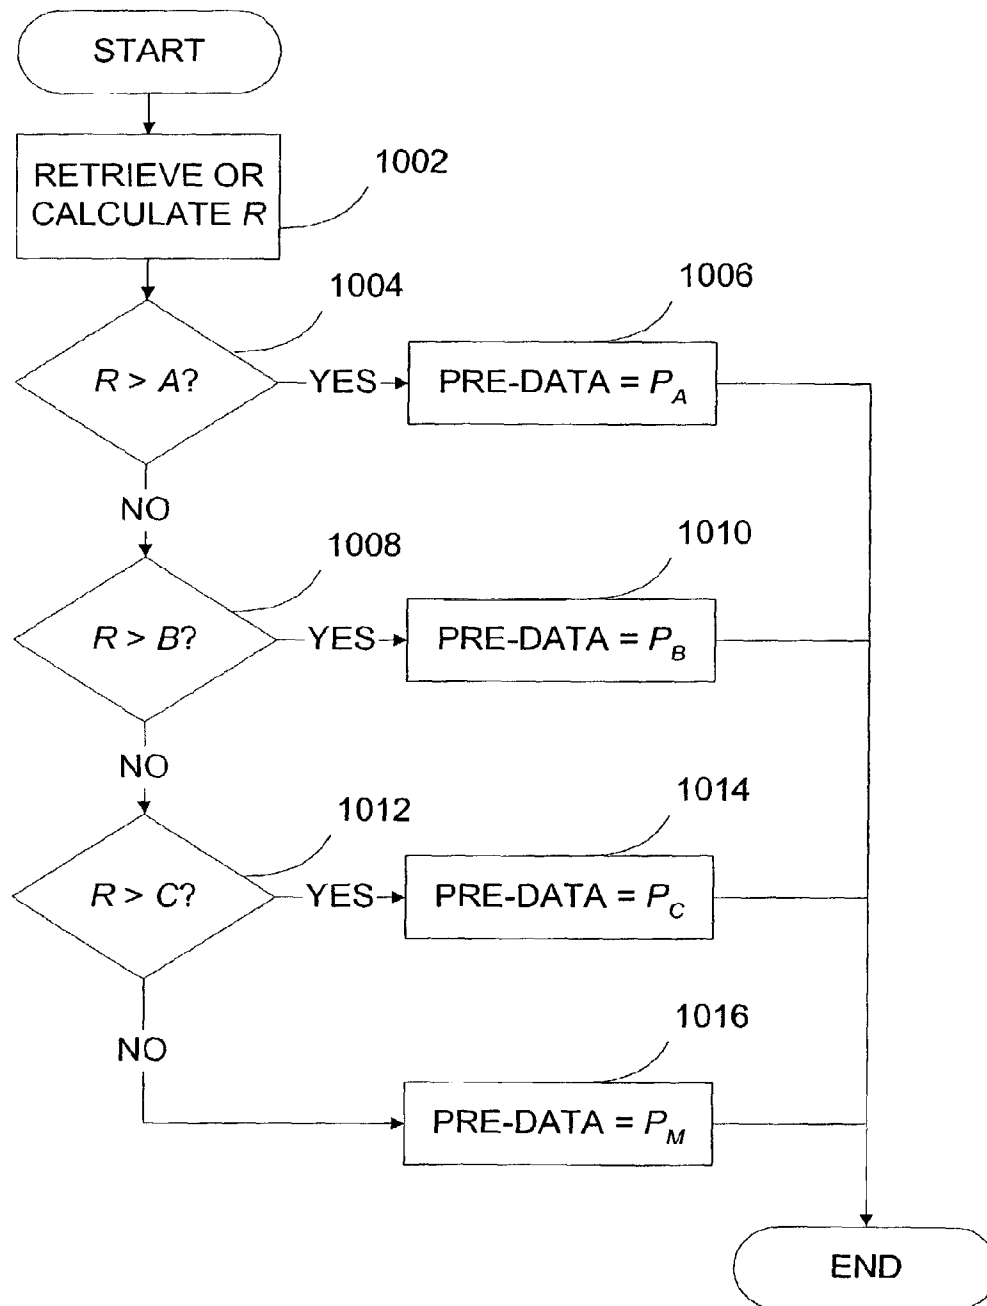 START
RETRIEVE OR
CALCULATE R
1002
1004
R > A?
YES
1006
PRE-DATA = P_A
NO
1008
R > B?
YES
1010
PRE-DATA = P_B
NO
1012
R > C?
YES
1014
PRE-DATA = P_C
NO
1016
PRE-DATA = P_M
END